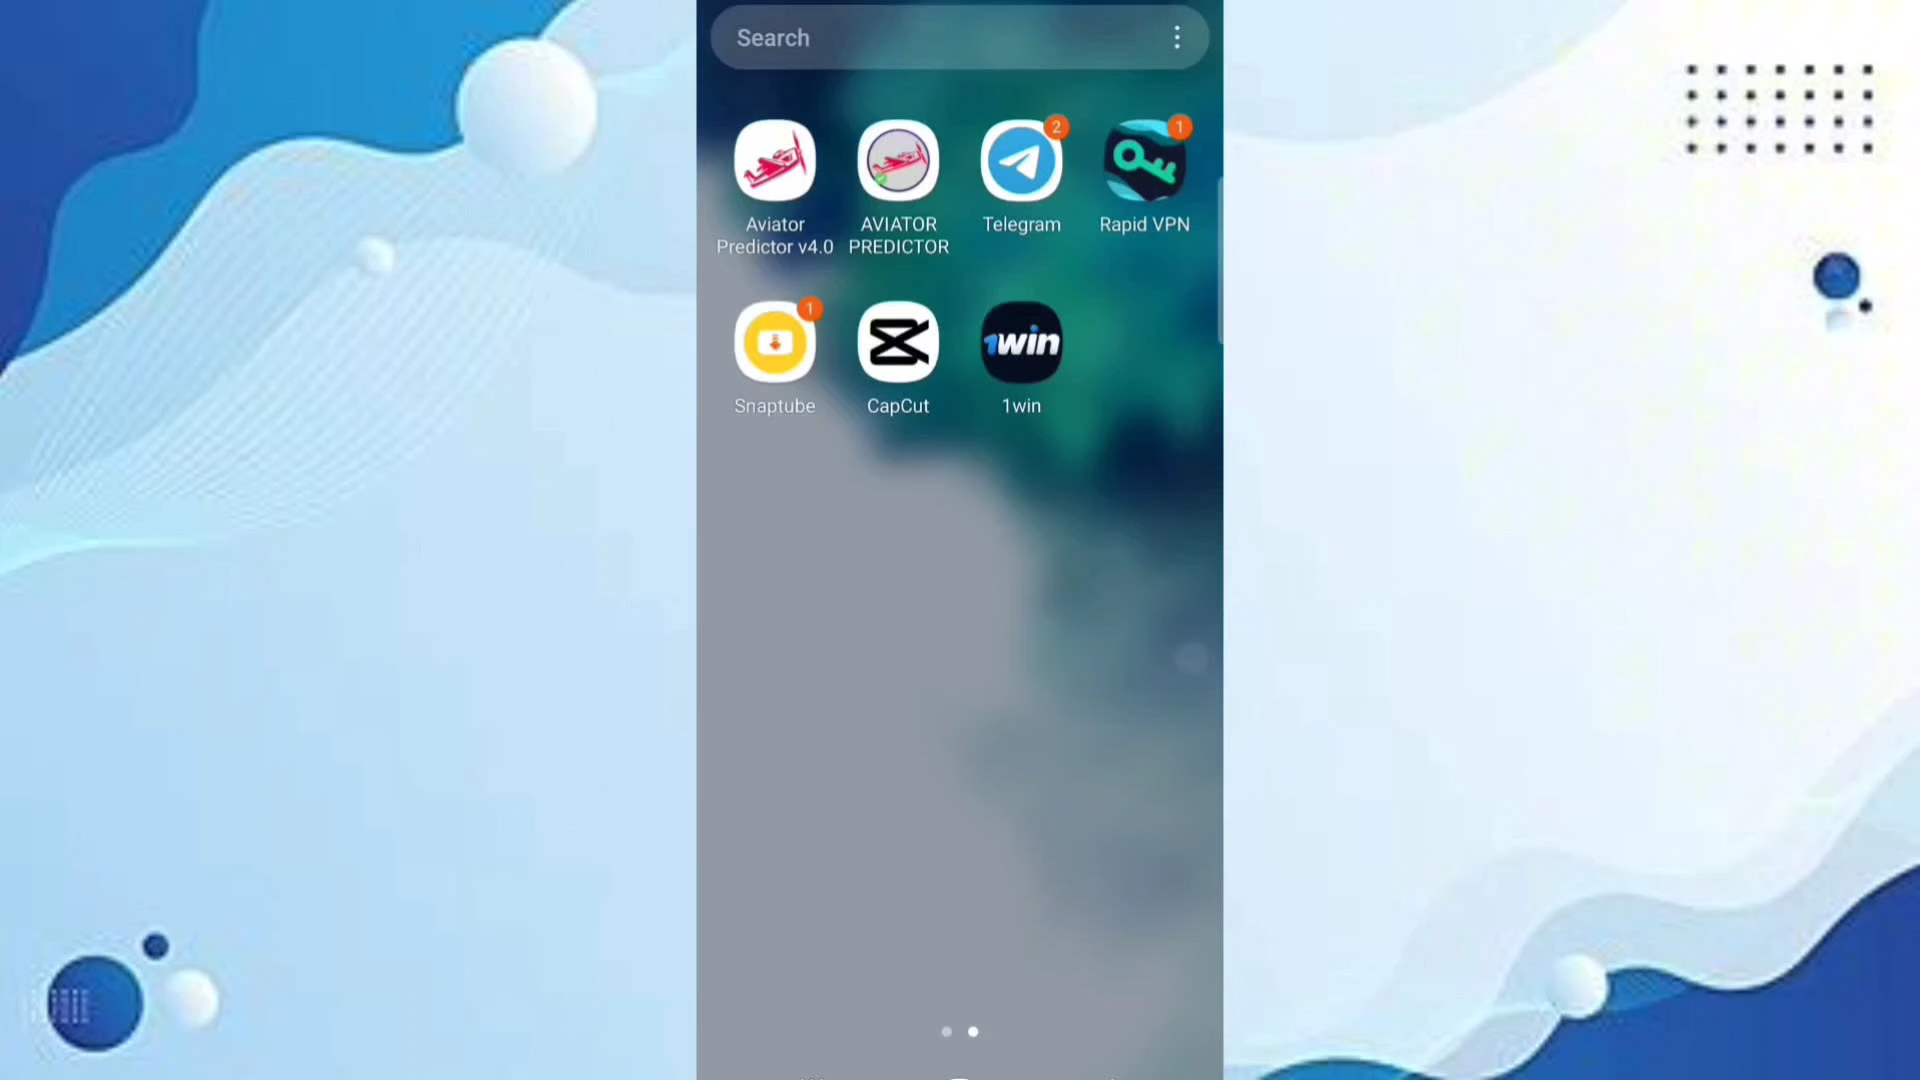 Search
2
1
Aviator
Predictor v4.0
AVIATOR
PREDICTOR
Telegram
Rapid VPN
1
1win
Snaptube
CapCut
1win